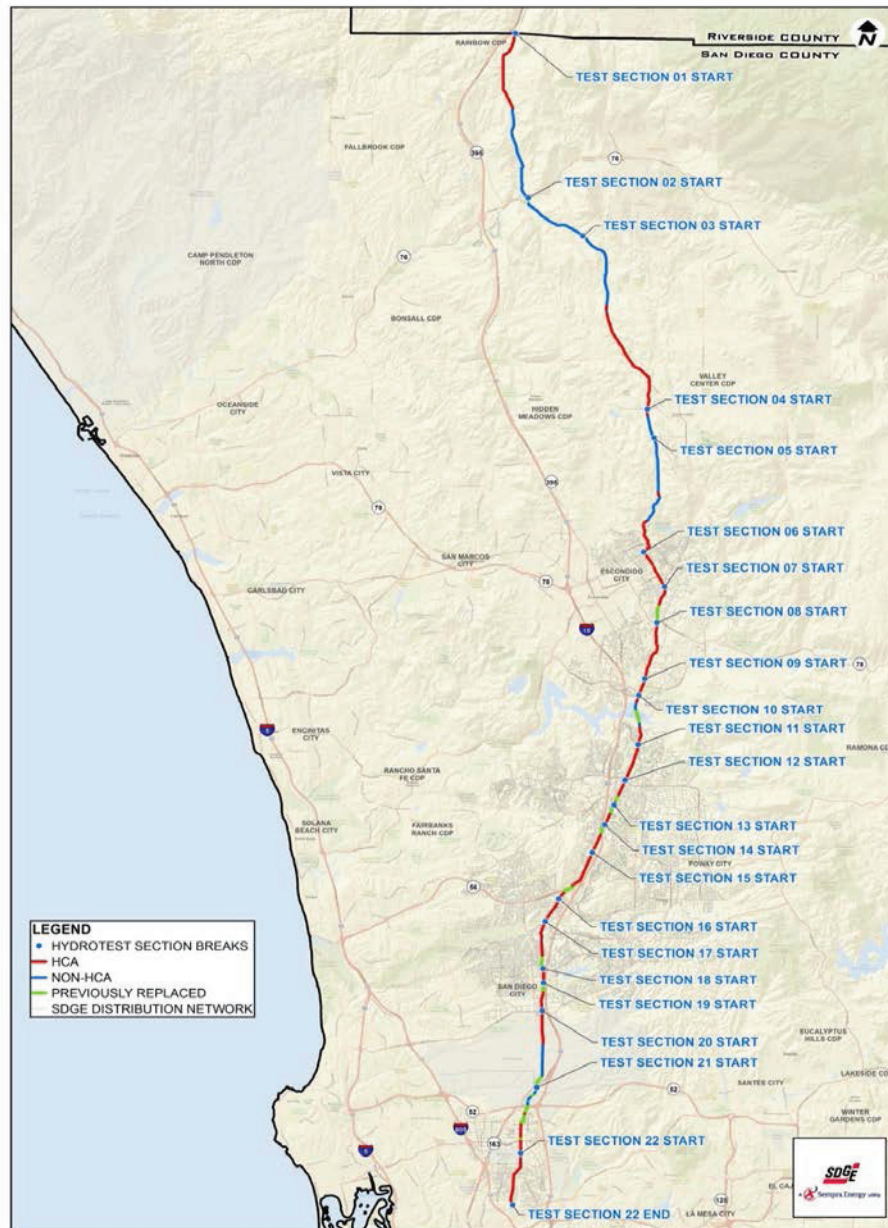 RIVERSIDE COUNTY
SAN DIEGO COUNTY
N
RAINBOW CDP
TEST SECTION 01 START
FALLBROOK CDP
395
76
TEST SECTION 02 START
TEST SECTION 03 START
CAMP PENDLETON
NORTH CDP
76
BONSALL CDP
VALLEY
CENTER CDP
OCEANSIDE
CITY
HIDDEN
MEADOWS CDP
TEST SECTION 04 START
TEST SECTION 05 START
VISTA CITY
395
78
TEST SECTION 06 START
SAN MARCOS
CITY
ESCONDIDO
CITY
TEST SECTION 07 START
78
CARLSBAD CITY
TEST SECTION 08 START
15
TEST SECTION 09 START
78
TEST SECTION 10 START
5
ENCINITAS
CITY
TEST SECTION 11 START
RAMONA CD
TEST SECTION 12 START
RANCHO SANTA
FE CDP
SOLANA
BEACH CITY
FAIRBANKS
RANCH CDP
TEST SECTION 13 START
TEST SECTION 14 START
POWAY CITY
TEST SECTION 15 START
56
TEST SECTION 16 START
LEGEND
HYDROTEST SECTION BREAKS
HCA
NON-HCA
PREVIOUSLY REPLACED
SDGE DISTRIBUTION NETWORK
TEST SECTION 17 START
TEST SECTION 18 START
SAN DIEGO
CITY
TEST SECTION 19 START
TEST SECTION 20 START
EUCALYPTUS
HILLS CDP
TEST SECTION 21 START
LAKESIDE CD
52
SANTEE CITY
52
WINTER
GARDENS CDP
805
163
5
TEST SECTION 22 START
SDGE
A Sempra Energy utility
EL CAJ
125
TEST SECTION 22 END
LA MESA CITY